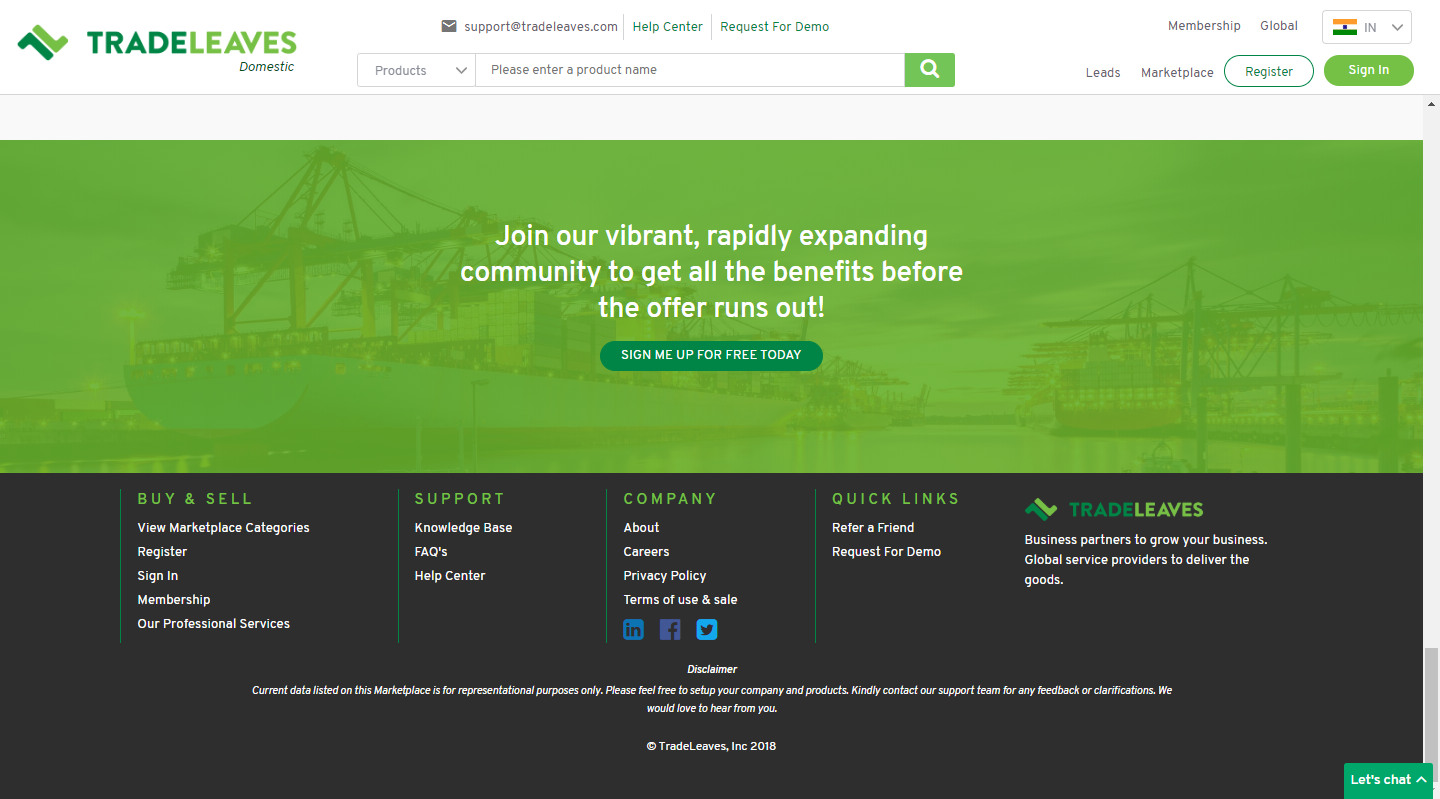 support@tradeleaves.com
Help Center
Request For Demo
Membership
Global
IN
TRADELEAVES
Domestic
Products
Please enter a product name
Leads
Marketplace
Register
Sign In
Join our vibrant, rapidly expanding
community to get all the benefits before
the offer runs out!
SIGN ME UP FOR FREE TODAY
BUY & SELL
View Marketplace Categories
Register
Sign In
Membership
Our Professional Services
SUPPORT
Knowledge Base
FAQ's
Help Center
COMPANY
About
Careers
Privacy Policy
Terms of use & sale
in
f
QUICK LINKS
Refer a Friend
Request For Demo
TRADELEAVES
Business partners to grow your business.
Global service providers to deliver the
goods.
Disclaimer
Current data listed on this Marketplace is for representational purposes only. Please feel free to setup your company and products. Kindly contact our support team for any feedback or clarifications. We
would love to hear from you.
© TradeLeaves, Inc 2018
Let's chat